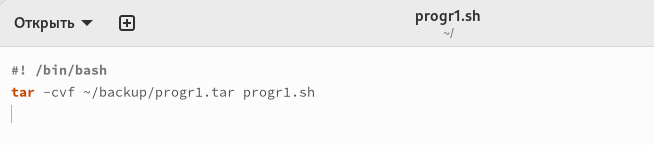 Открыть
progr1.sh
~/
#! /bin/bash
tar -cvf ~/backup/progr1.tar progr1.sh